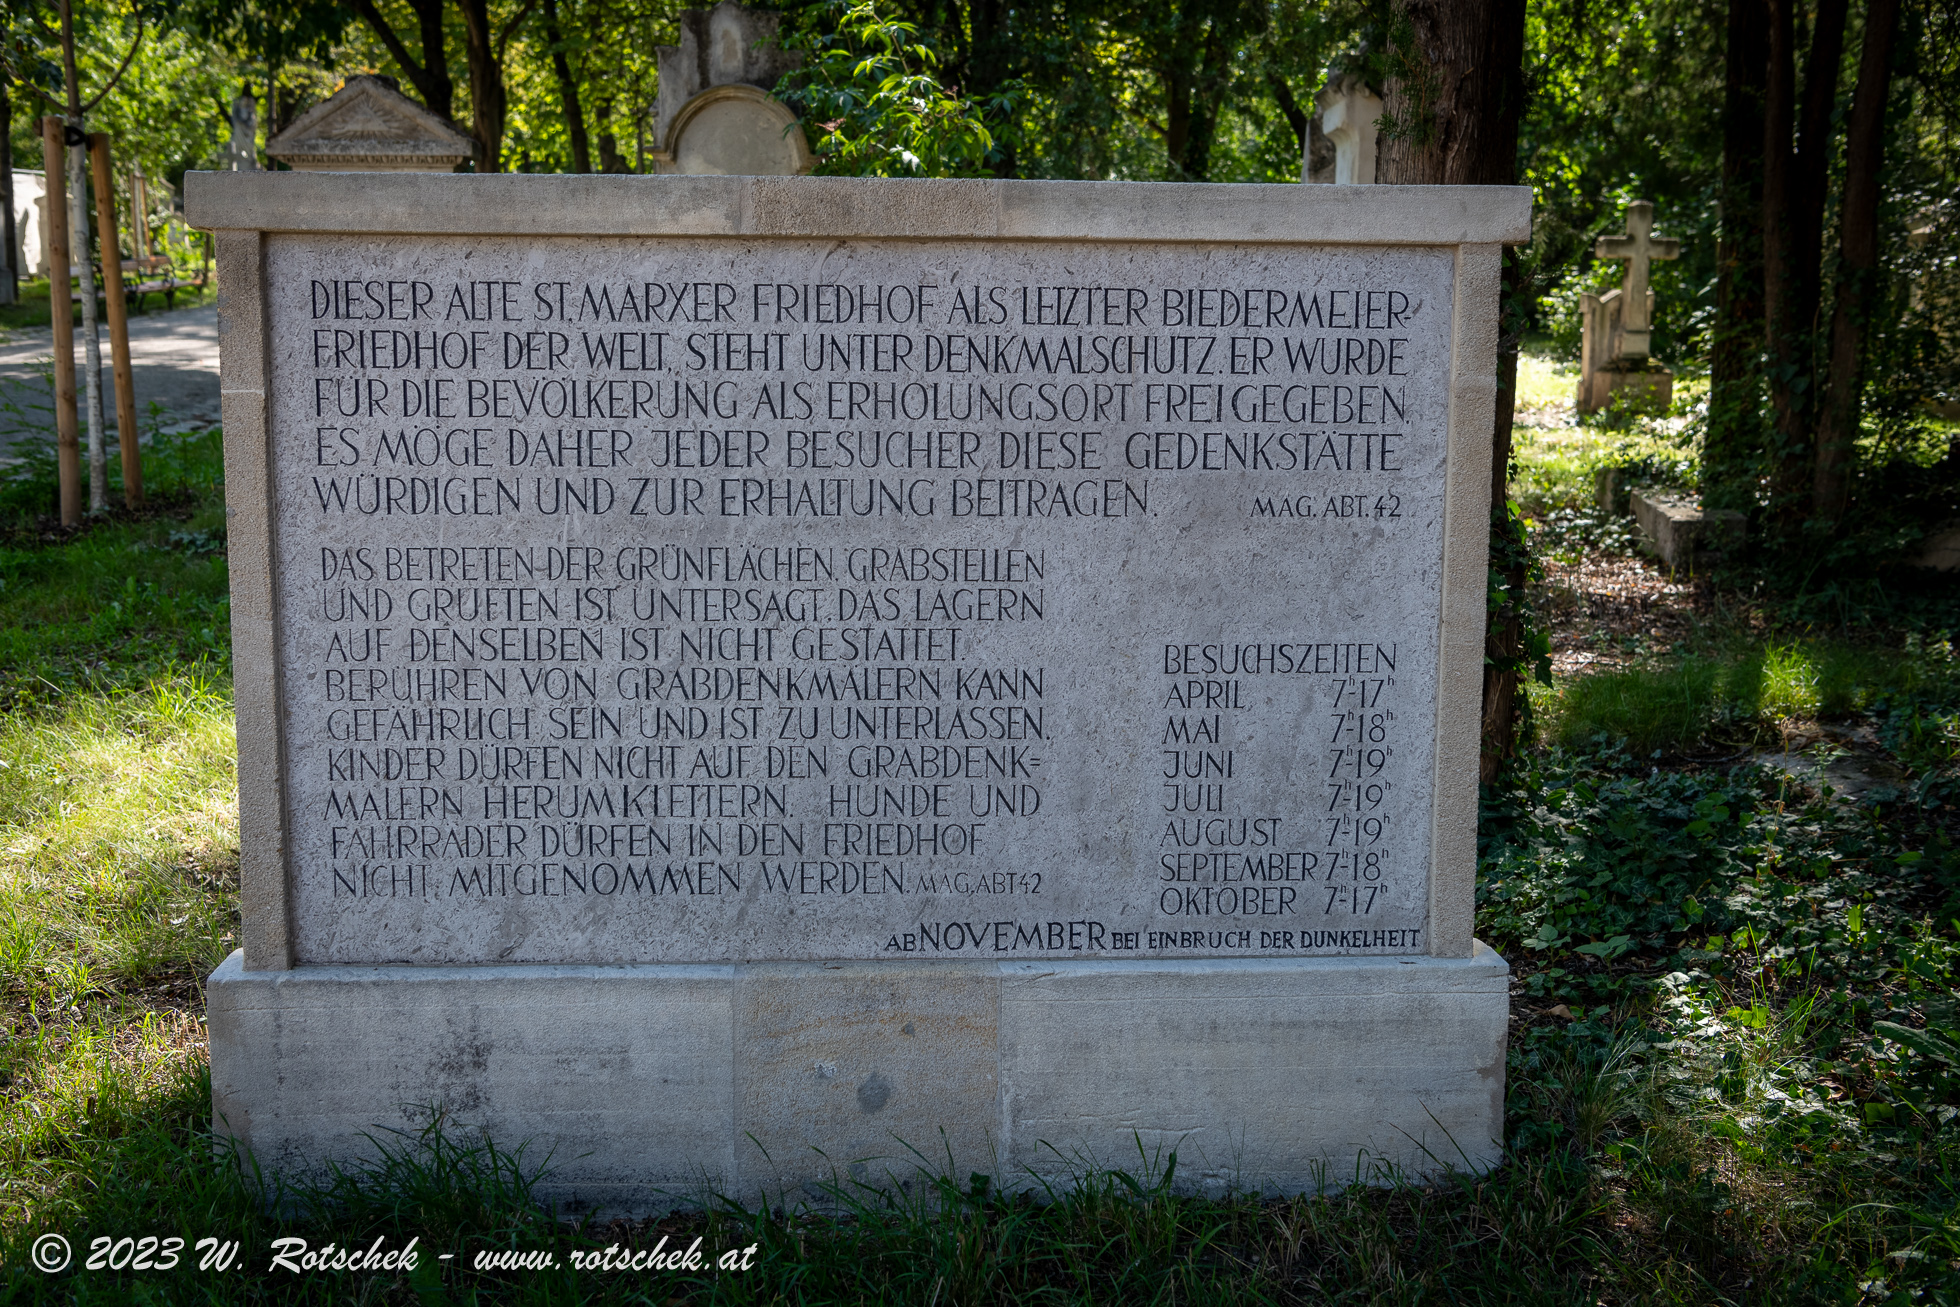 DIESER ALTE ST. MARXER FRIEDHOF ALS LETZTER BIEDERMEIER-
FRIEDHOF DER WELT, STEHT UNTER DENKMALSCHUTZ. ER WURDE
FÜR DIE BEVÖLKERUNG ALS ERHOLUNGSORT FREIGEGEBEN.
ES MÖGE DAHER JEDER BESUCHER DIESE GEDENKSTÄTTE
WÜRDIGEN UND ZUR ERHALTUNG BEITRAGEN. MAG. ABT. 42
DAS BETRETEN DER GRÜNFLÄCHEN, GRABSTELLEN
UND GRÜFTEN IST UNTERSAGT. DAS LAGERN
AUF DENSELBEN IST NICHT GESTATTET.
BERÜHREN VON GRABDENKMÄLERN KANN
GEFÄHRLICH SEIN UND IST ZU UNTERLASSEN.
KINDER DÜRFEN NICHT AUF DEN GRABDENK=
MÄLERN HERUMKLETTERN. HUNDE UND
FAHRRÄDER DÜRFEN IN DEN FRIEDHOF
NICHT MITGENOMMEN WERDEN. MAG. ABT 42
BESUCHSZEITEN
APRIL 7h-17h
MAI 7h-18h
JUNI 7h-19h
JULI 7h-19h
AUGUST 7h-19h
SEPTEMBER 7h-18h
OKTOBER 7h-17h
AB NOVEMBER BEI EINBRUCH DER DUNKELHEIT
© 2023 W. Rotschek - www.rotschek.at